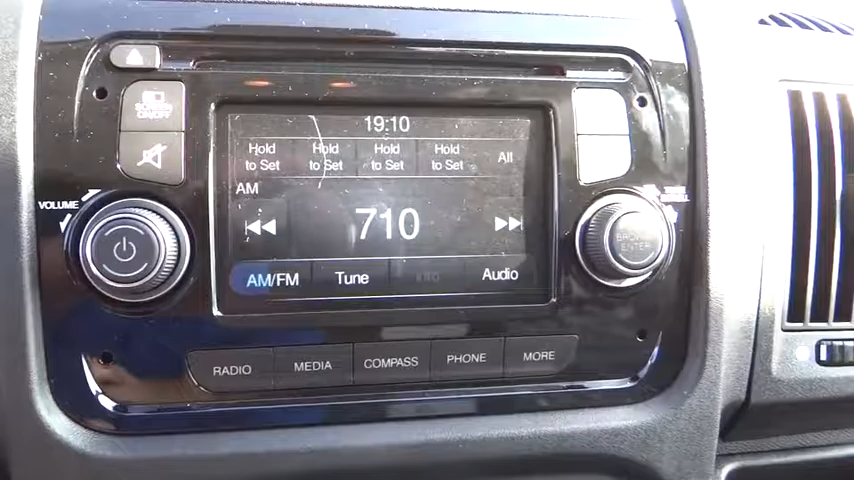 19:10
SCREEN
ON/OFF
Hold to Set
Hold to Set
Hold to Set
Hold to Set
All
VOLUME
AM
710
AM/FM
Tune
Audio
ENTER
RADIO
MEDIA
COMPASS
PHONE
MORE